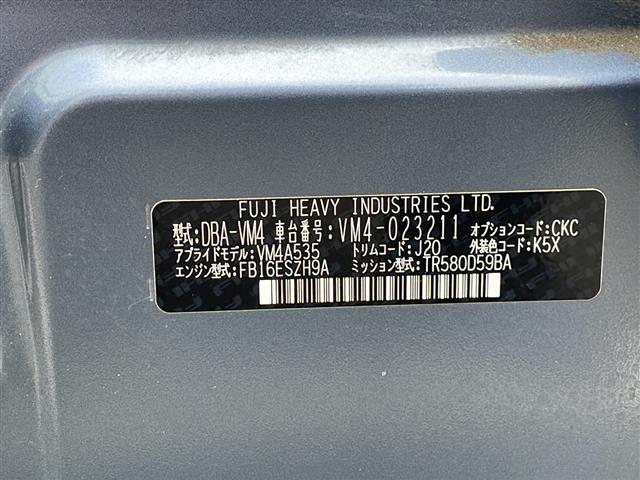 FUJI HEAVY INDUSTRIES LTD.
型式:DBA-VM4 車台番号:VM4-023211 オプションコード:CKC
アプライドモデル:VM4A535 トリムコード:J20 外装色コード:K5X
エンジン型式:FB16ESZH9A ミッション型式:TR580D59BA